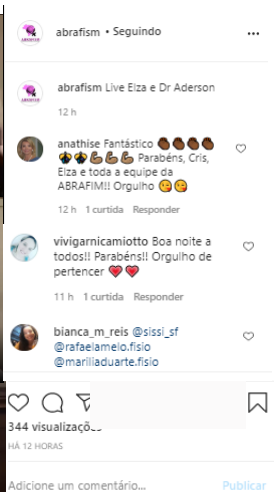 abrafism • Seguindo
abrafism Live Elza e Dr Aderson
12 h
anathise Fantástico 👏🏾👏🏾👏🏾👏🏾
🙌🏾🙌🏾💪🏽💪🏽💪🏽 Parabéns, Cris,
Elza e toda a equipe da
ABRAFIM!! Orgulho 😘😘
12 h 1 curtida Responder
vivigarnicamiotto Boa noite a
todos!! Parabéns!! Orgulho de
pertencer ❤️❤️
11 h 1 curtida Responder
bianca_m_reis @sissi_sf
@rafaelamelo.fisio
@mariliaduarte.fisio
344 visualizações
HÁ 12 HORAS
Adicione um comentário... Publicar